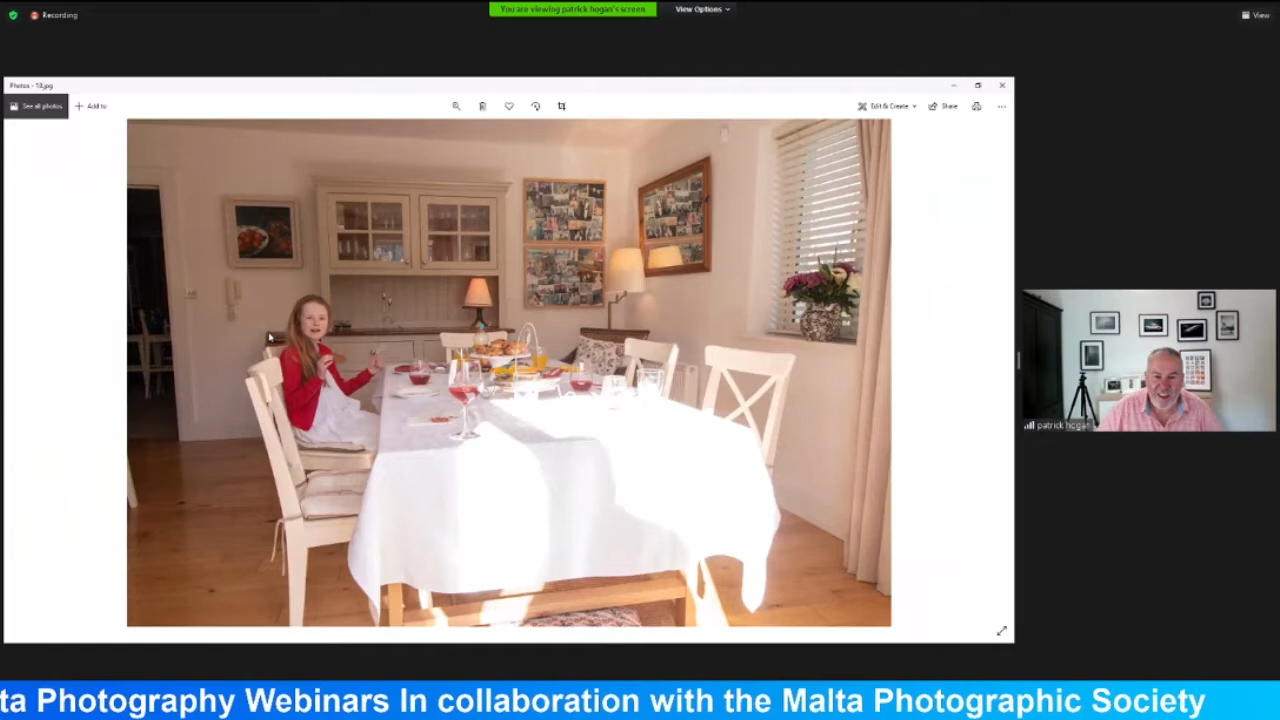 You are viewing patrick hogan's screen
View Options
Recording
View
Photos - 13.jpg
See all photos
Add to
Edit & Create
Share
patrick hogan
ta Photography Webinars In collaboration with the Malta Photographic Society